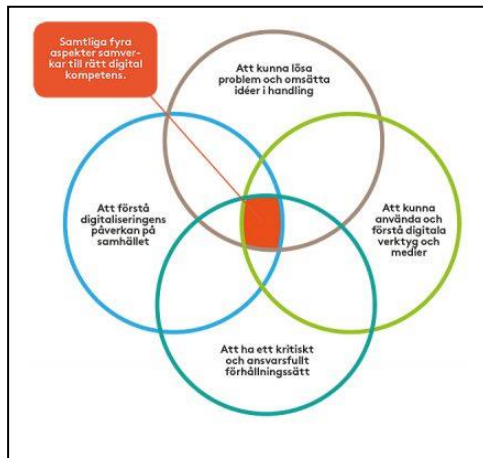 Samtliga fyra
aspekter samver-
kar till rätt digital
kompetens.
Att kunna lösa
problem och omsätta
idéer i handling
Att förstå
digitaliseringens
påverkan på
samhället
Att kunna
använda och
förstå digitala
verktyg och
medier
Att ha ett kritiskt
och ansvarsfullt
förhållningssätt